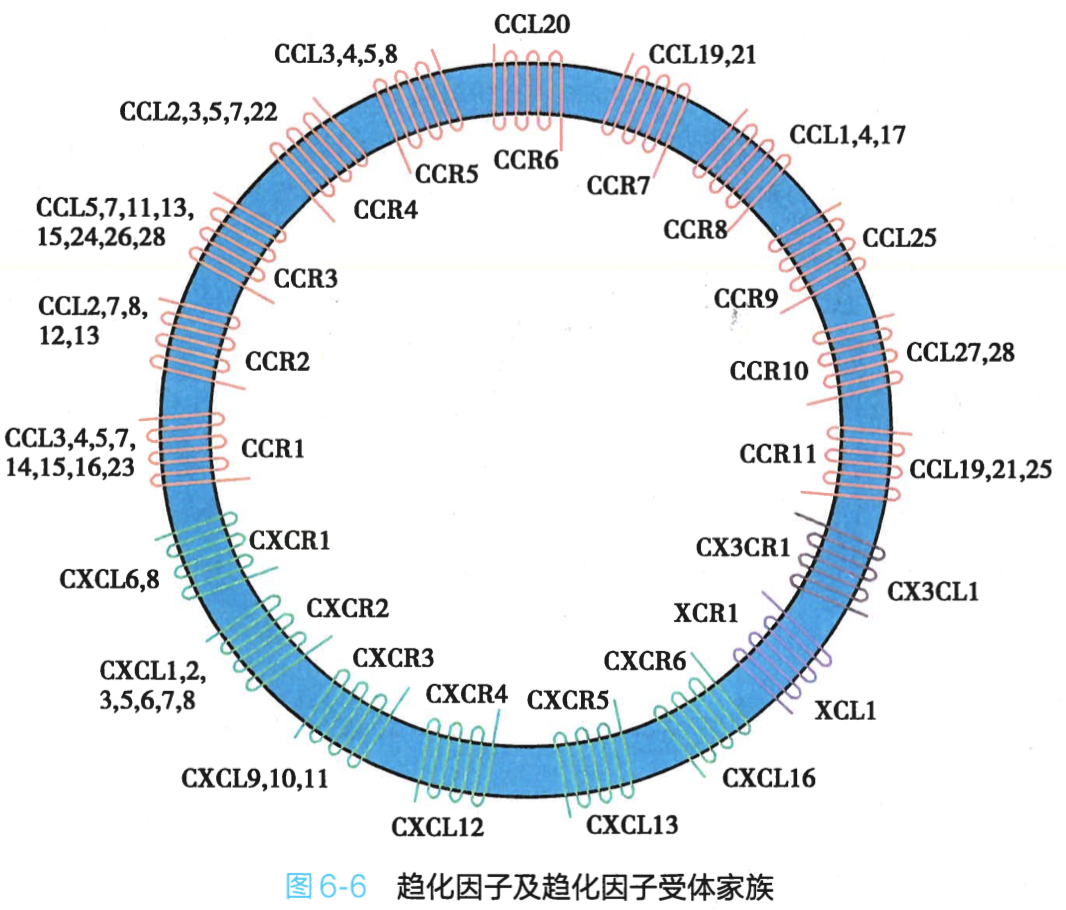 CCL20
CCL3,4,5,8
CCL19,21
CCL2,3,5,7,22
CCL1,4,17
CCR5
CCR6
CCR7
CCR4
CCR8
CCL5,7,11,13,
15,24,26,28
CCL25
CCR3
CCR9
CCL2,7,8,
12,13
CCR2
CCR10
CCL27,28
CCL3,4,5,7,
14,15,16,23
CCR1
CCR11
CCL19,21,25
CXCR1
CX3CR1
CXCL6,8
CX3CL1
CXCR2
XCR1
CXCR3
CXCR6
CXCL1,2,
3,5,6,7,8
CXCR4
CXCR5
XCL1
CXCL9,10,11
CXCL16
CXCL12
CXCL13
图6-6 趋化因子及趋化因子受体家族